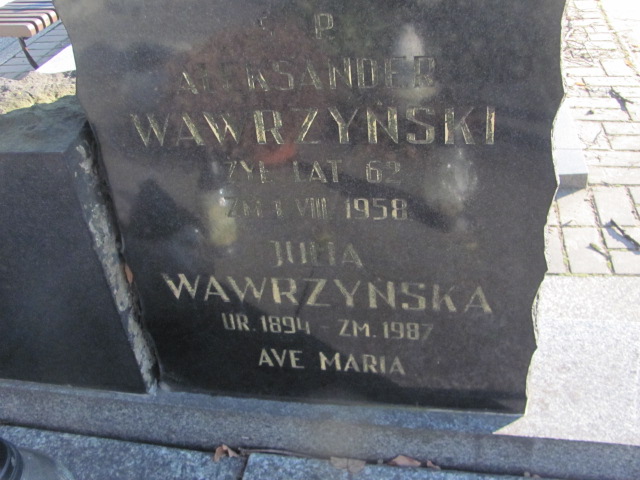 Ś P.
ALEKSANDER
WAWRZYŃSKI
ŻYŁ LAT 62
ZM. 1 VIII 1958
JULIA
WAWRZYŃSKA
UR. 1894 - ZM. 1987
AVE MARIA